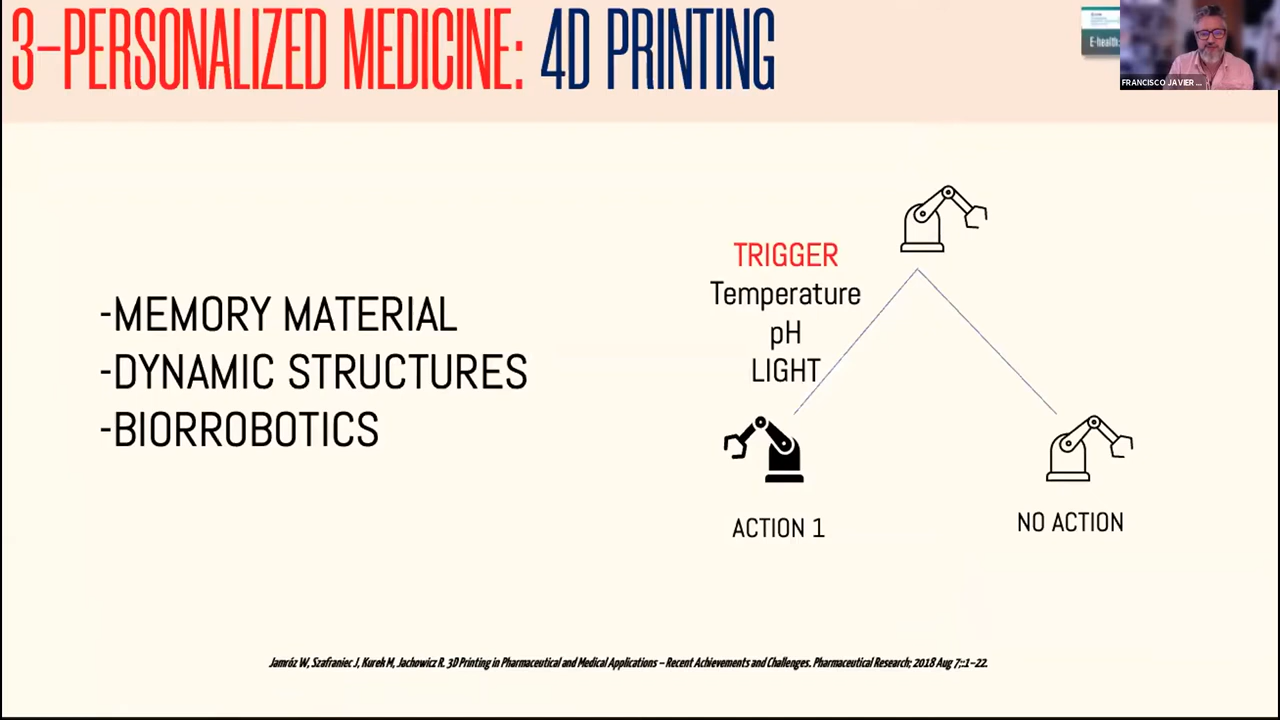 3-PERSONALIZED MEDICINE: 4D PRINTING
E-health:
FRANCISCO JAVIER ...
TRIGGER
Temperature
pH
LIGHT
-MEMORY MATERIAL
-DYNAMIC STRUCTURES
-BIORROBOTICS
ACTION 1
NO ACTION
Jamróz W, Szafraniec J, Kurek M, Jachowicz R. 3D Printing in Pharmaceutical and Medical Applications – Recent Achievements and Challenges. Pharmaceutical Research; 2018 Aug 7;:1–22.